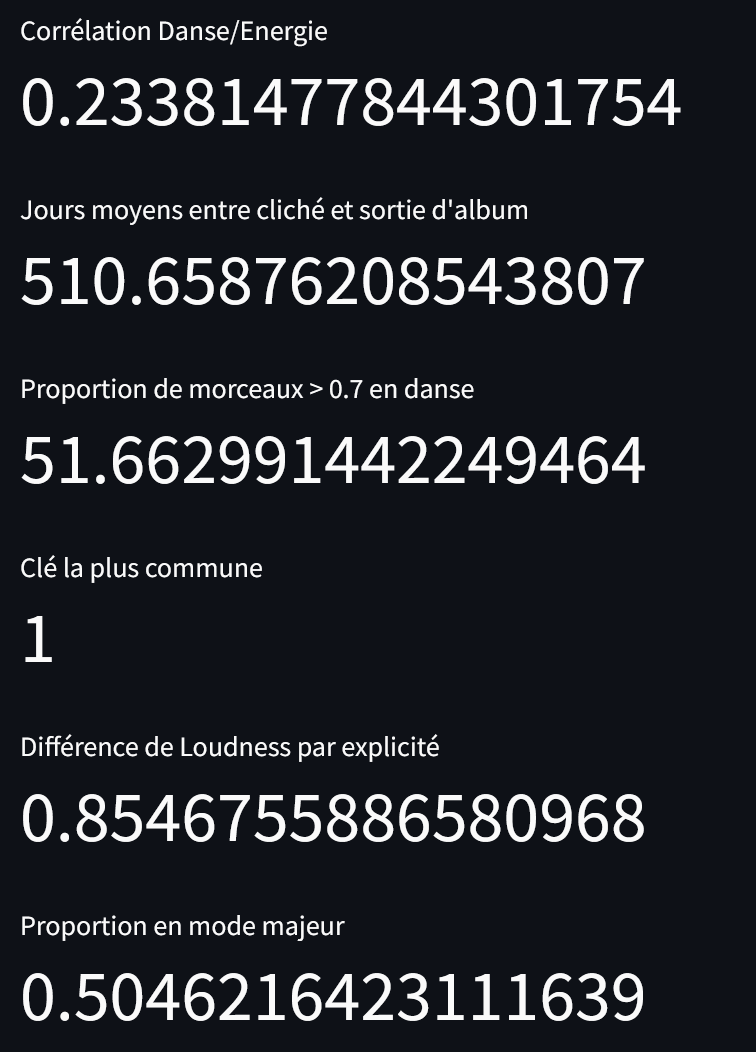 Corrélation Danse/Energie
0.23381477844301754
Jours moyens entre cliché et sortie d'album
510.65876208543807
Proportion de morceaux > 0.7 en danse
51.662991442249464
Clé la plus commune
1
Différence de Loudness par explicité
0.8546755886580968
Proportion en mode majeur
0.5046216423111639